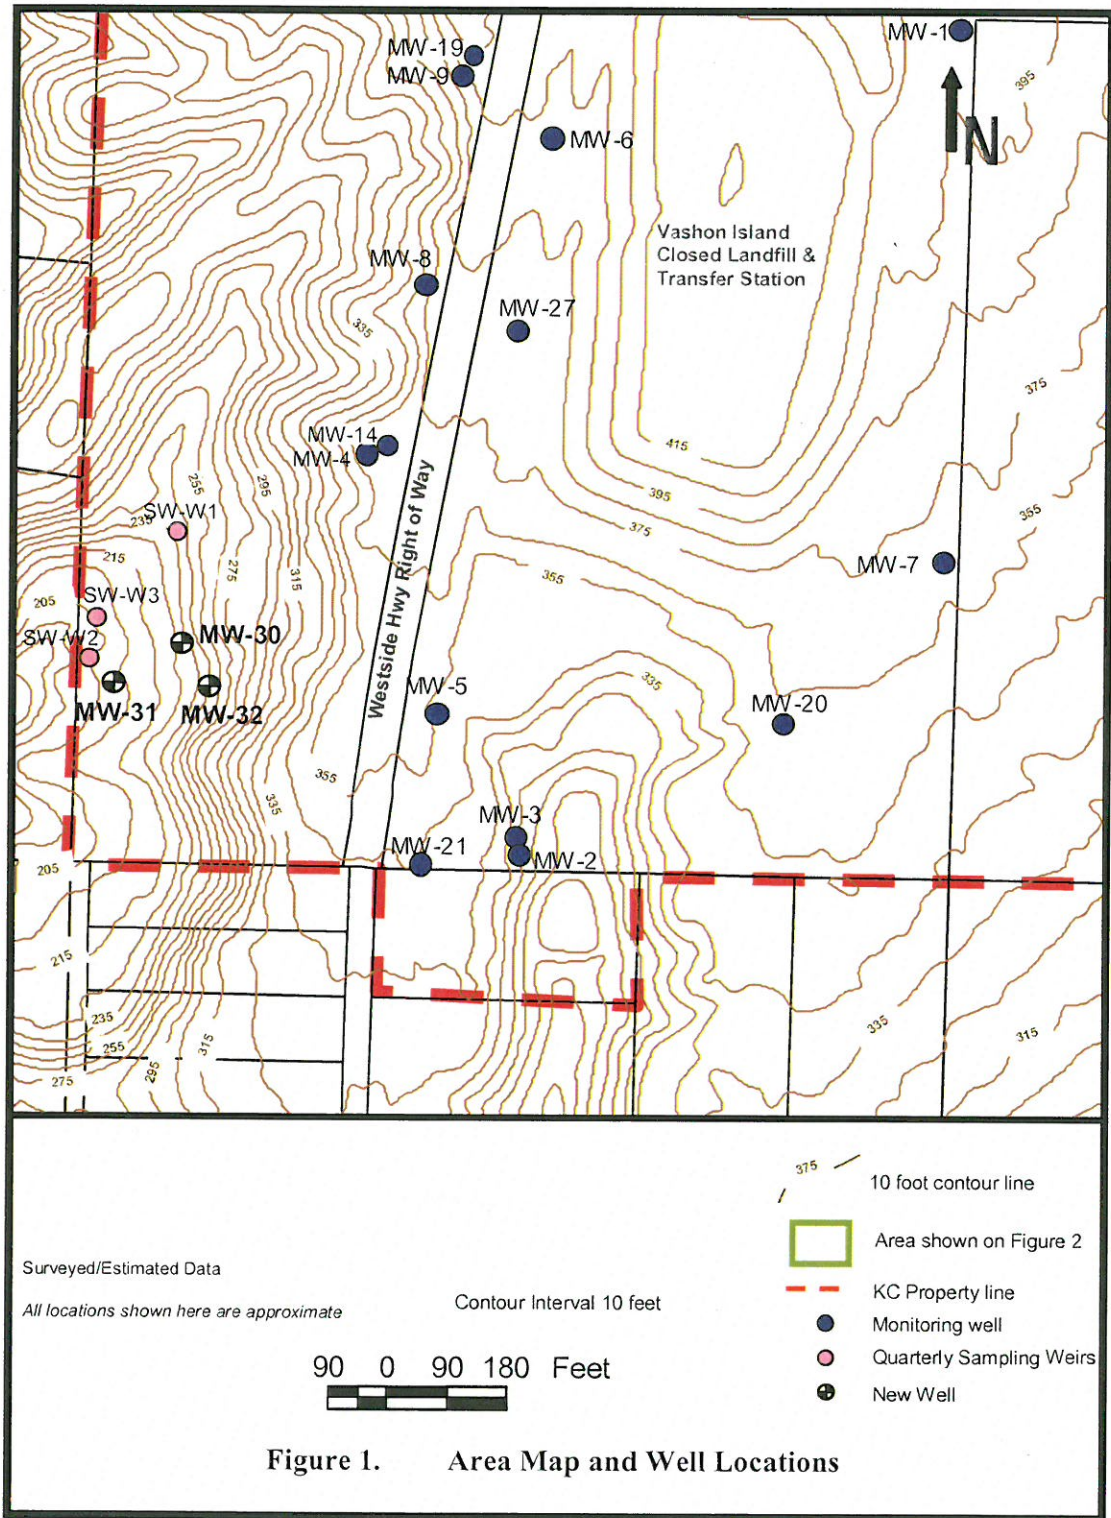 MW-19
MW-9
MW-1
395
N
MW-6
Vashon Island
Closed Landfill &
Transfer Station
MW-8
MW-27
335
375
MW-14
MW-4
415
395
375
355
255
295
SW-W1
235
215
275
315
355
MW-7
205
SW-W3
SW-W2
MW-30
MW-31
MW-32
Westside Hwy Right of Way
MW-5
335
MW-20
355
335
MW-3
MW-2
MW-21
205
215
235
255
275
295
315
335
315
375
10 foot contour line
Area shown on Figure 2
KC Property line
Monitoring well
Quarterly Sampling Weirs
New Well
Surveyed/Estimated Data
All locations shown here are approximate
Contour Interval 10 feet
90 0 90 180 Feet
Figure 1. Area Map and Well Locations